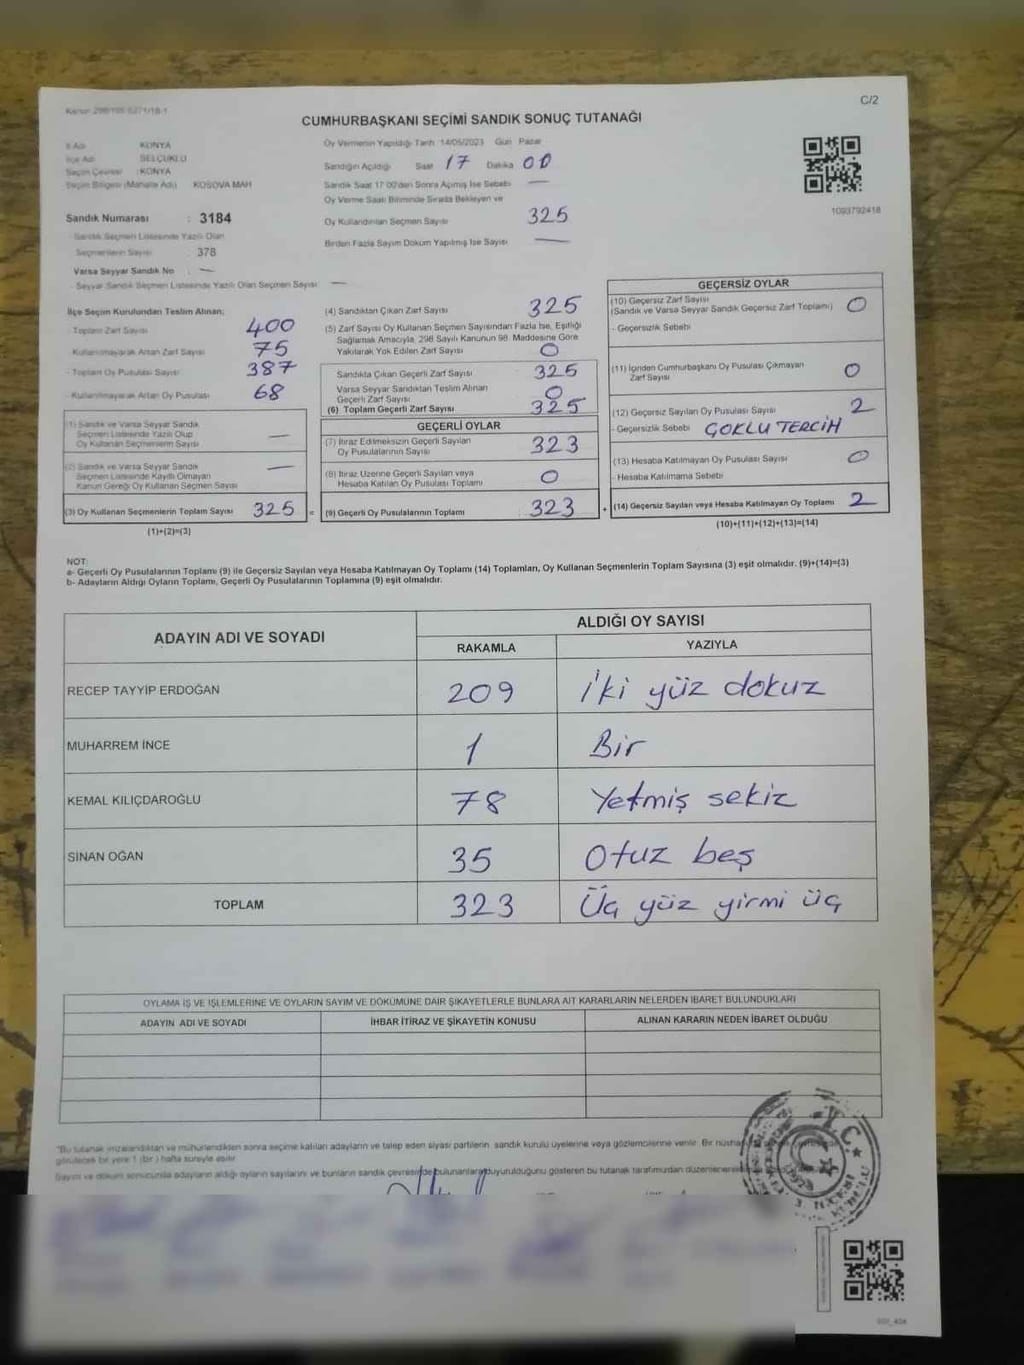 C/2
CUMHURBAŞKANI SEÇİMİ SANDIK SONUÇ TUTANAĞI
İl Adı : KONYA
İlçe Adı : SELÇUKLU
Seçim Çevresi : KONYA
Seçim Bölgesi (Mahalle Adı) : KOSOVA MAH
Sandık Numarası : 3184
- Sandık Seçmen Listesinde Yazılı Olan
Seçmenlerin Sayısı : 378
Varsa Seyyar Sandık No : —
- Seyyar Sandık Seçmen Listesinde Yazılı Olan Seçmen Sayısı : —
Oy Vermenin Yapıldığı Tarih : 14/05/2023 Gün : Pazar
Sandığın Açıldığı Saat 17 Dakika 00
Sandık Saat 17:00'den Sonra Açılmış İse Sebebi —
Oy Verme Saati Bitiminde Sırada Bekleyen ve
Oy Kullandırılan Seçmen Sayısı 325
Birden Fazla Sayım Döküm Yapılmış İse Sayısı —
1093792418
İlçe Seçim Kurulundan Teslim Alınan;
- Toplam Zarf Sayısı 400
- Kullanılmayarak Artan Zarf Sayısı 75
- Toplam Oy Pusulası Sayısı 387
- Kullanılmayarak Artan Oy Pusulası 68
(1) Sandık ve Varsa Seyyar Sandık
Seçmen Listesinde Yazılı Olup
Oy Kullanan Seçmenlerin Sayısı —
(2) Sandık ve Varsa Seyyar Sandık
Seçmen Listesinde Kayıtlı Olmayan
Kanun Gereği Oy Kullanan Seçmen Sayısı —
(3) Oy Kullanan Seçmenlerin Toplam Sayısı 325 =
(1)+(2)=(3)
(4) Sandıktan Çıkan Zarf Sayısı 325
(5) Zarf Sayısı Oy Kullanan Seçmen Sayısından Fazla İse, Eşitliği
Sağlamak Amacıyla, 298 Sayılı Kanunun 98. Maddesine Göre
Yakılarak Yok Edilen Zarf Sayısı 0
Sandıkta Çıkan Geçerli Zarf Sayısı 325
Varsa Seyyar Sandıktan Teslim Alınan
Geçerli Zarf Sayısı 0
(6) Toplam Geçerli Zarf Sayısı 325
GEÇERLİ OYLAR
(7) İtiraz Edilmeksizin Geçerli Sayılan
Oy Pusulalarının Sayısı 323
(8) İtiraz Üzerine Geçerli Sayılan veya
Hesaba Katılan Oy Pusulası Toplamı 0
(9) Geçerli Oy Pusulalarının Toplamı 323 +
GEÇERSİZ OYLAR
(10) Geçersiz Zarf Sayısı
(Sandık ve Varsa Seyyar Sandık Geçersiz Zarf Toplamı) 0
- Geçersizlik Sebebi
(11) İçinden Cumhurbaşkanı Oy Pusulası Çıkmayan
Zarf Sayısı 0
(12) Geçersiz Sayılan Oy Pusulası Sayısı 2
- Geçersizlik Sebebi ÇOKLU TERCİH
(13) Hesaba Katılmayan Oy Pusulası Sayısı 0
- Hesaba Katılmama Sebebi
(14) Geçersiz Sayılan veya Hesaba Katılmayan Oy Toplamı 2
(10)+(11)+(12)+(13)=(14)
NOT:
a- Geçerli Oy Pusulalarının Toplamı (9) ile Geçersiz Sayılan veya Hesaba Katılmayan Oy Toplamı (14) Toplamları, Oy Kullanan Seçmenlerin Toplam Sayısına (3) eşit olmalıdır. (9)+(14)=(3)
b- Adayların Aldığı Oyların Toplamı, Geçerli Oy Pusulalarının Toplamına (9) eşit olmalıdır.
ADAYIN ADI VE SOYADI ALDIĞI OY SAYISI
RAKAMLA YAZIYLA
RECEP TAYYİP ERDOĞAN 209 İki yüz dokuz
MUHARREM İNCE 1 Bir
KEMAL KILIÇDAROĞLU 78 Yetmiş sekiz
SİNAN OĞAN 35 Otuz beş
TOPLAM 323 Üç yüz yirmi üç
OYLAMA İŞ VE İŞLEMLERİNE VE OYLARIN SAYIM VE DÖKÜMÜNE DAİR ŞİKAYETLERLE BUNLARA AİT KARARLARIN NELERDEN İBARET BULUNDUKLARI
ADAYIN ADI VE SOYADI İHBAR İTİRAZ VE ŞİKAYETİN KONUSU ALINAN KARARIN NEDEN İBARET OLDUĞU
"Bu tutanak imzalandıktan ve mühürlendikten sonra seçime katılan adayların ve talep eden siyasi partilerin sandık kurulu üyelerine veya gözlemcilerine verilir. Bir nüsha
görülecek bir yere 1 (bir) hafta süreyle asılır.
Sayım ve döküm sonucunda adayların aldığı oyların sayılarını ve bunların sandık çevresinde bulunanlara duyurulduğunu gösteren bu tutanak tarafımızdan
T.C.